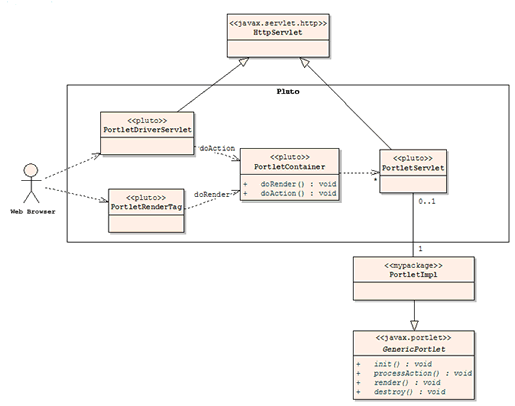 <<javax.servlet.http>>
HttpServlet
Pluto
<<pluto>>
PortletDriverServlet
doAction
<<pluto>>
PortletContainer
+ doRender() : void
+ doAction() : void
*
<<pluto>>
PortletServlet
Web Browser
<<pluto>>
PortletRenderTag
doRender
0..1
1
<<mypackage>>
PortletImpl
<<javax.portlet>>
GenericPortlet
+ init() : void
+ processAction() : void
+ render() : void
+ destroy() : void